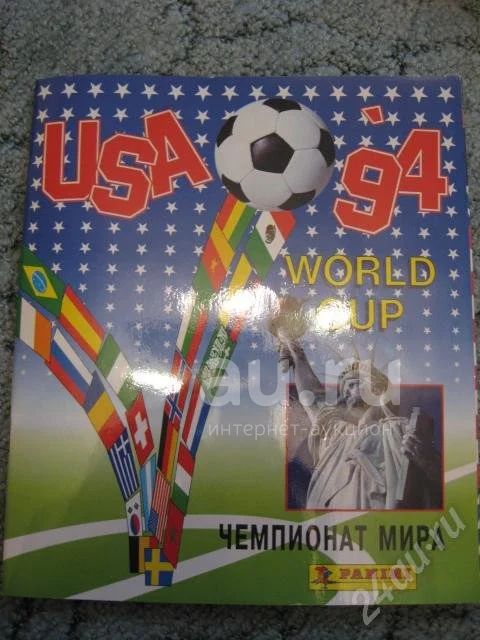 USA '94
WORLD
CUP
au.ru
интернет-аукцион
ЧЕМПИОНАТ МИРА
PANINI
24au.ru